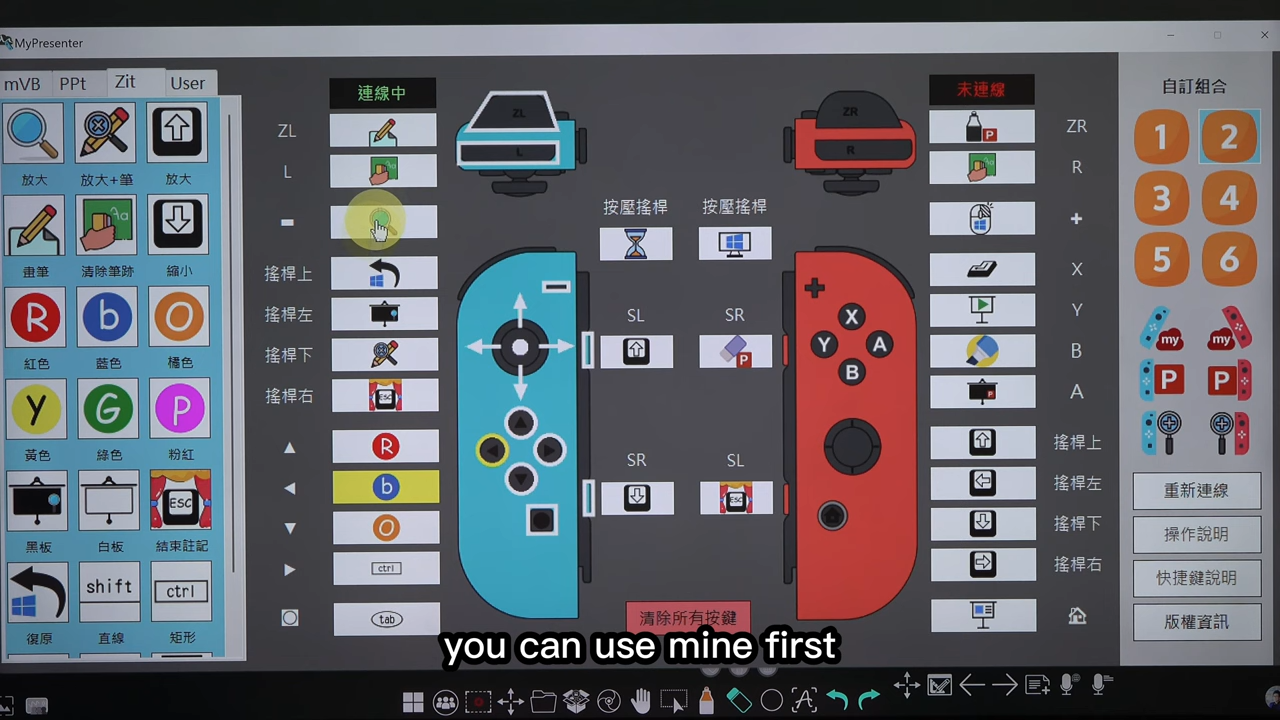 MyPresenter
mVB PPt Zit User
放大
放大+筆
放大
畫筆
清除筆跡
縮小
R
b
O
紅色
藍色
橘色
Y
G
P
黃色
綠色
粉紅
ESC
黑板
白板
結束註記
shift
ctrl
復原
直線
矩形
連線中
ZL
L
搖桿上
搖桿左
搖桿下
搖桿右
ESC
R
b
O
ctrl
tab
ZL
L
按壓搖桿
按壓搖桿
SL
SR
P
SR
SL
ESC
清除所有按鍵
ZR
R
X
Y
A
B
未連線
P
ZR
R
+
X
Y
B
P
A
搖桿上
搖桿左
搖桿下
搖桿右
自訂組合
1 2
3 4
5 6
my my
P P
重新連線
操作說明
快捷鍵說明
版權資訊
you can use mine first